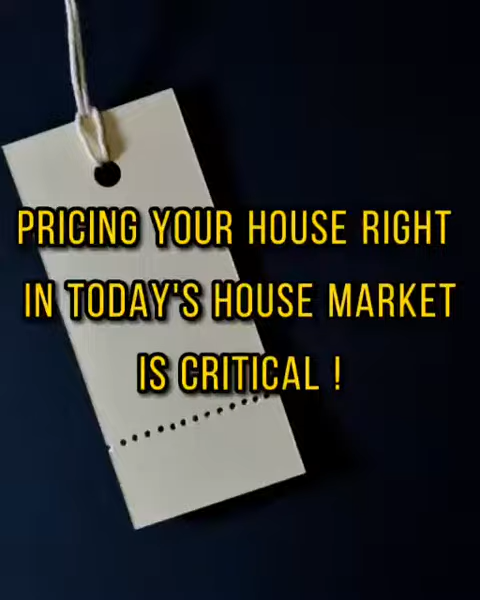 PRICING YOUR HOUSE RIGHT
IN TODAY'S HOUSE MARKET
IS CRITICAL !